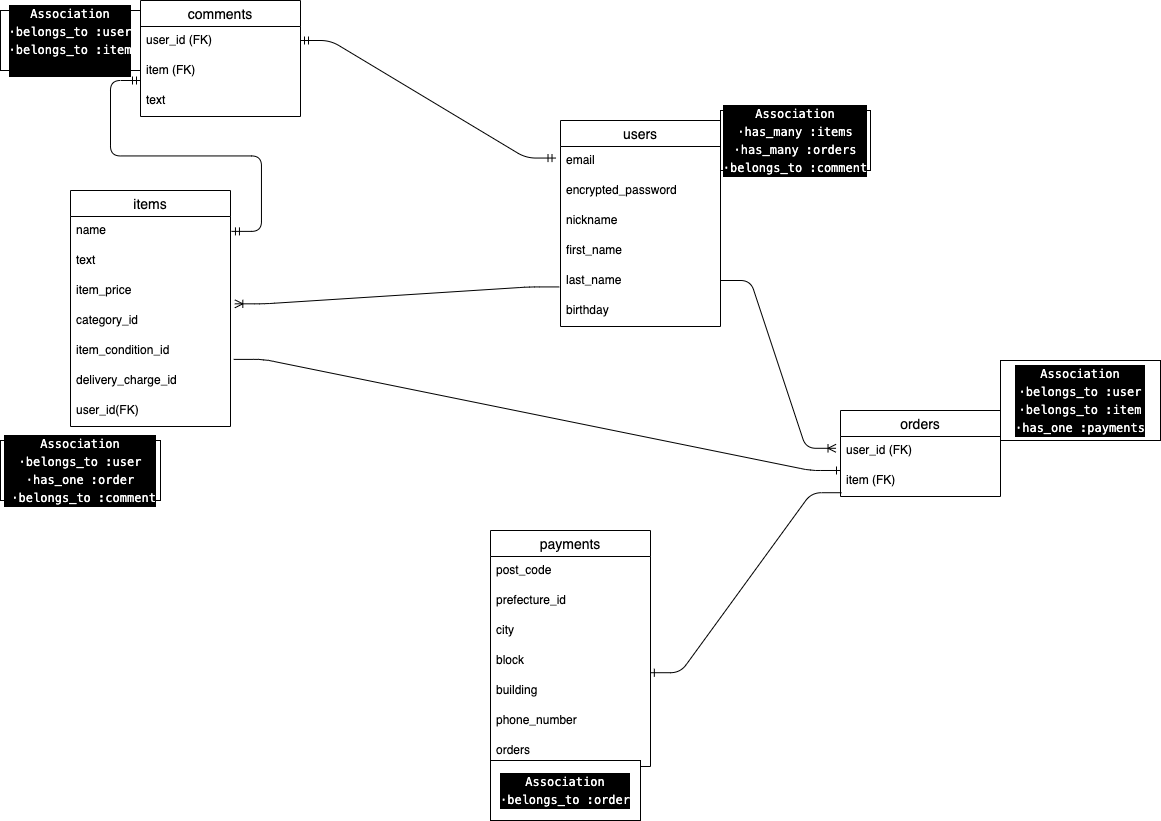 Association
·belongs_to :user
·belongs_to :item
comments
user_id (FK)
item (FK)
text
users
email
encrypted_password
nickname
first_name
last_name
birthday
Association
·has_many :items
·has_many :orders
·belongs_to :comment
items
name
text
item_price
category_id
item_condition_id
delivery_charge_id
user_id(FK)
Association
·belongs_to :user
·has_one :order
·belongs_to :comment
orders
user_id (FK)
item (FK)
Association
·belongs_to :user
·belongs_to :item
·has_one :payments
payments
post_code
prefecture_id
city
block
building
phone_number
orders
Association
·belongs_to :order